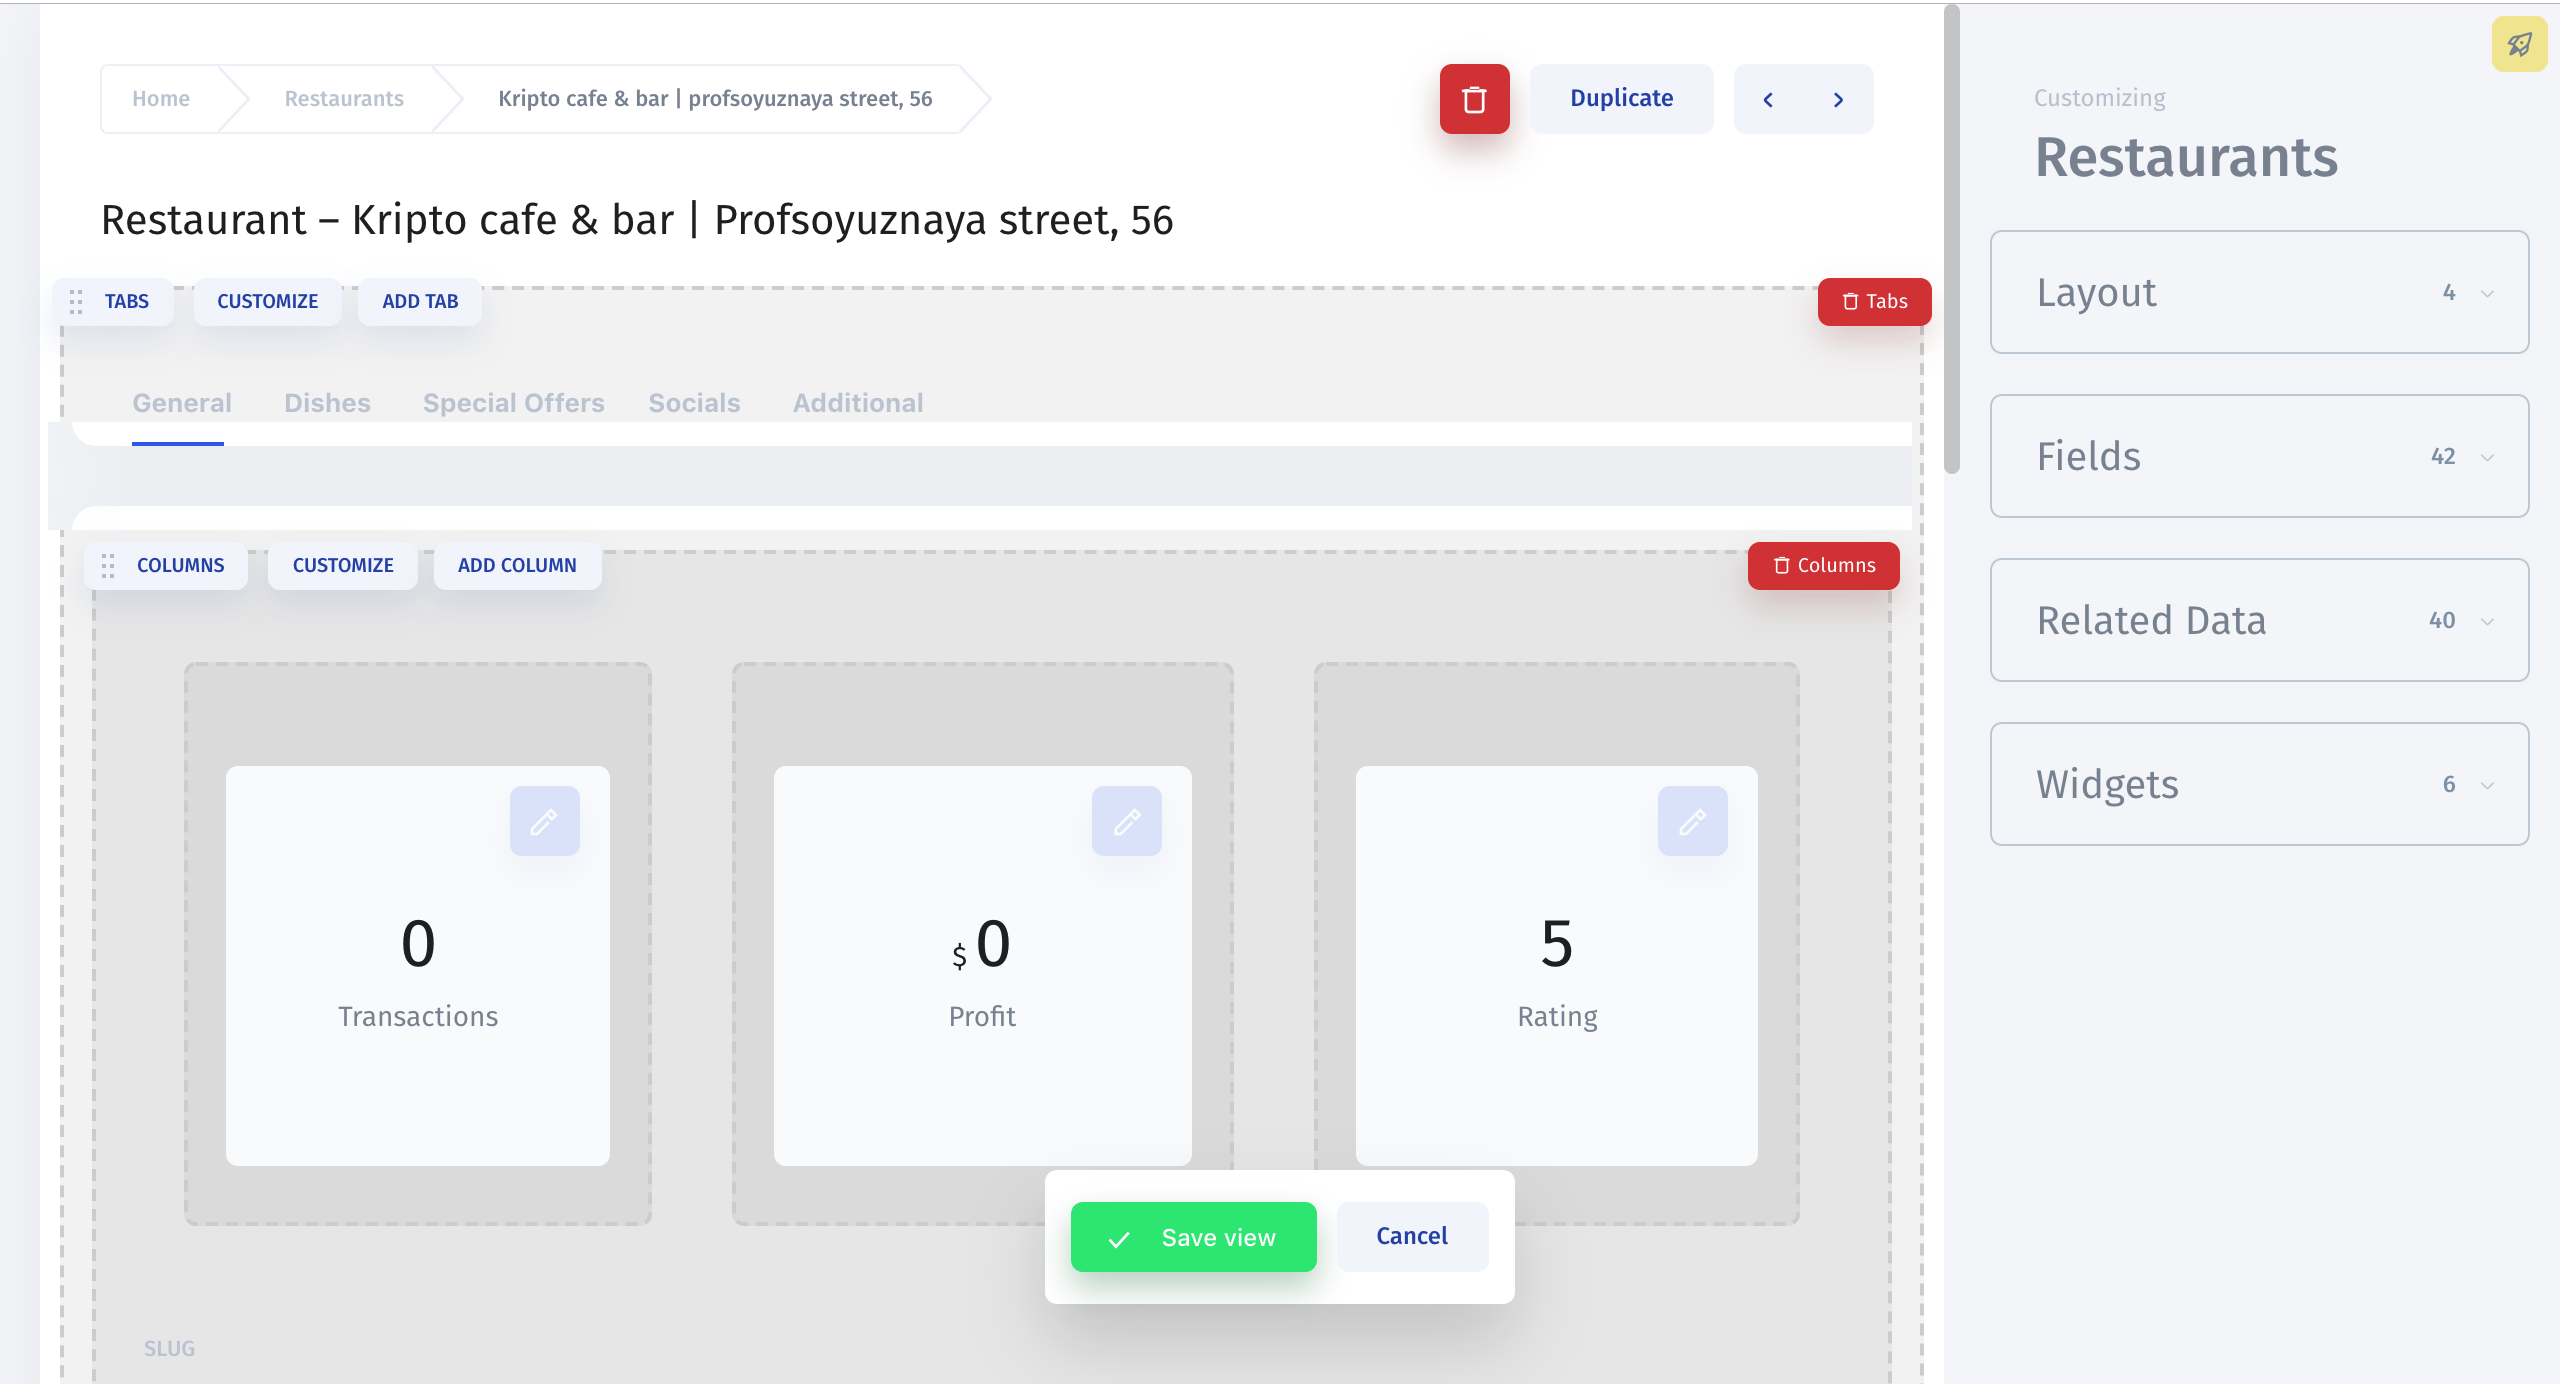 Home
Restaurants
Kripto cafe & bar | profsoyuznaya street, 56
Duplicate
Restaurant – Kripto cafe & bar | Profsoyuznaya street, 56
TABS
CUSTOMIZE
ADD TAB
Tabs
General
Dishes
Special Offers
Socials
Additional
COLUMNS
CUSTOMIZE
ADD COLUMN
Columns
0
Transactions
$ 0
Profit
5
Rating
Save view
Cancel
SLUG
Customizing
Restaurants
Layout 4
Fields 42
Related Data 40
Widgets 6